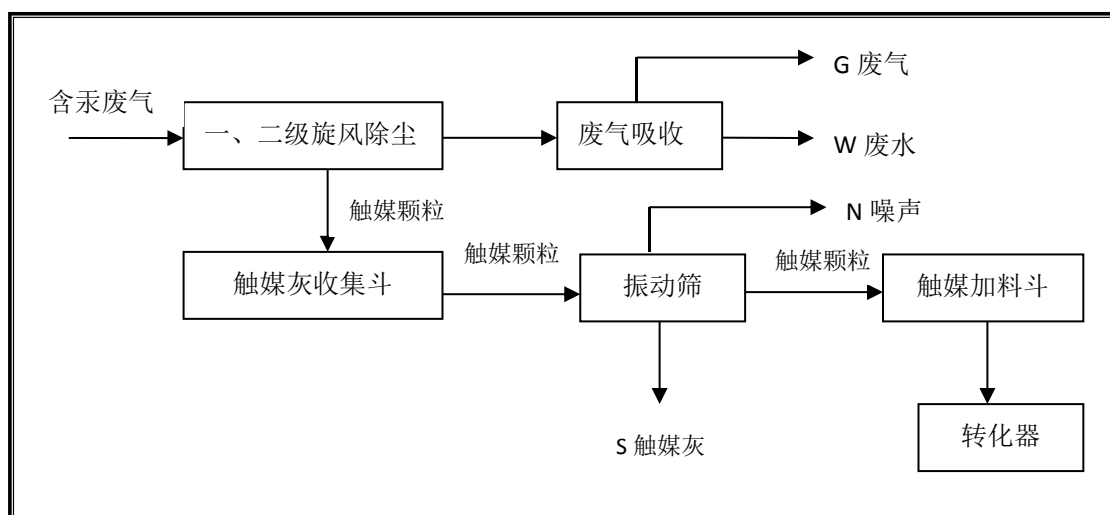 G 废气
含汞废气
一、二级旋风除尘
废气吸收
W 废水
触媒颗粒
N 噪声
触媒灰收集斗
触媒颗粒
振动筛
触媒颗粒
触媒加料斗
S 触媒灰
转化器